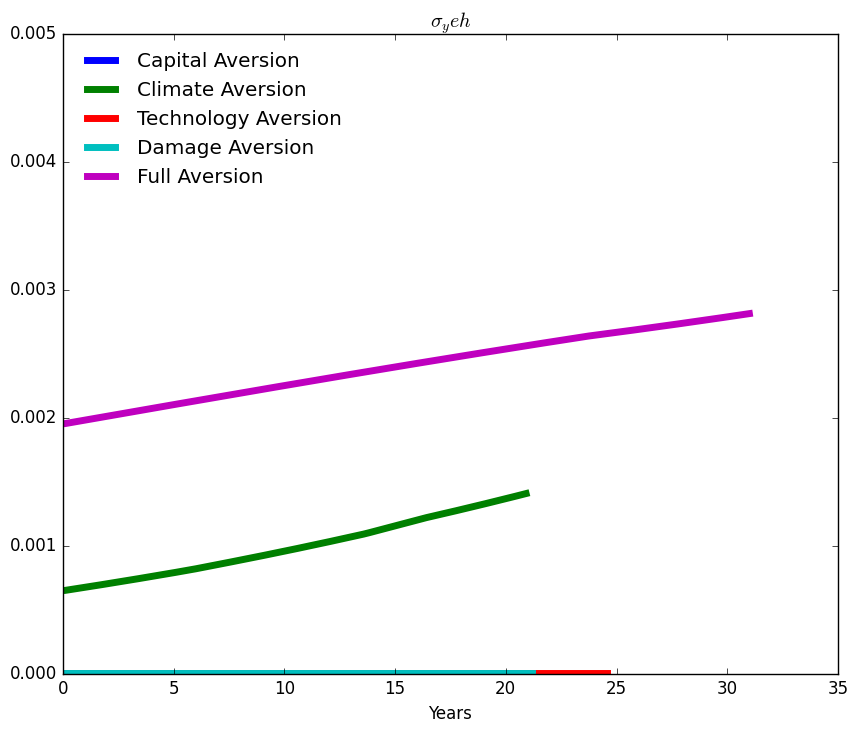 σ_y eh
0.005
Capital Aversion
Climate Aversion
Technology Aversion
Damage Aversion
Full Aversion
0.004
0.003
0.002
0.001
0.000
0 5 10 15 20 25 30 35
Years